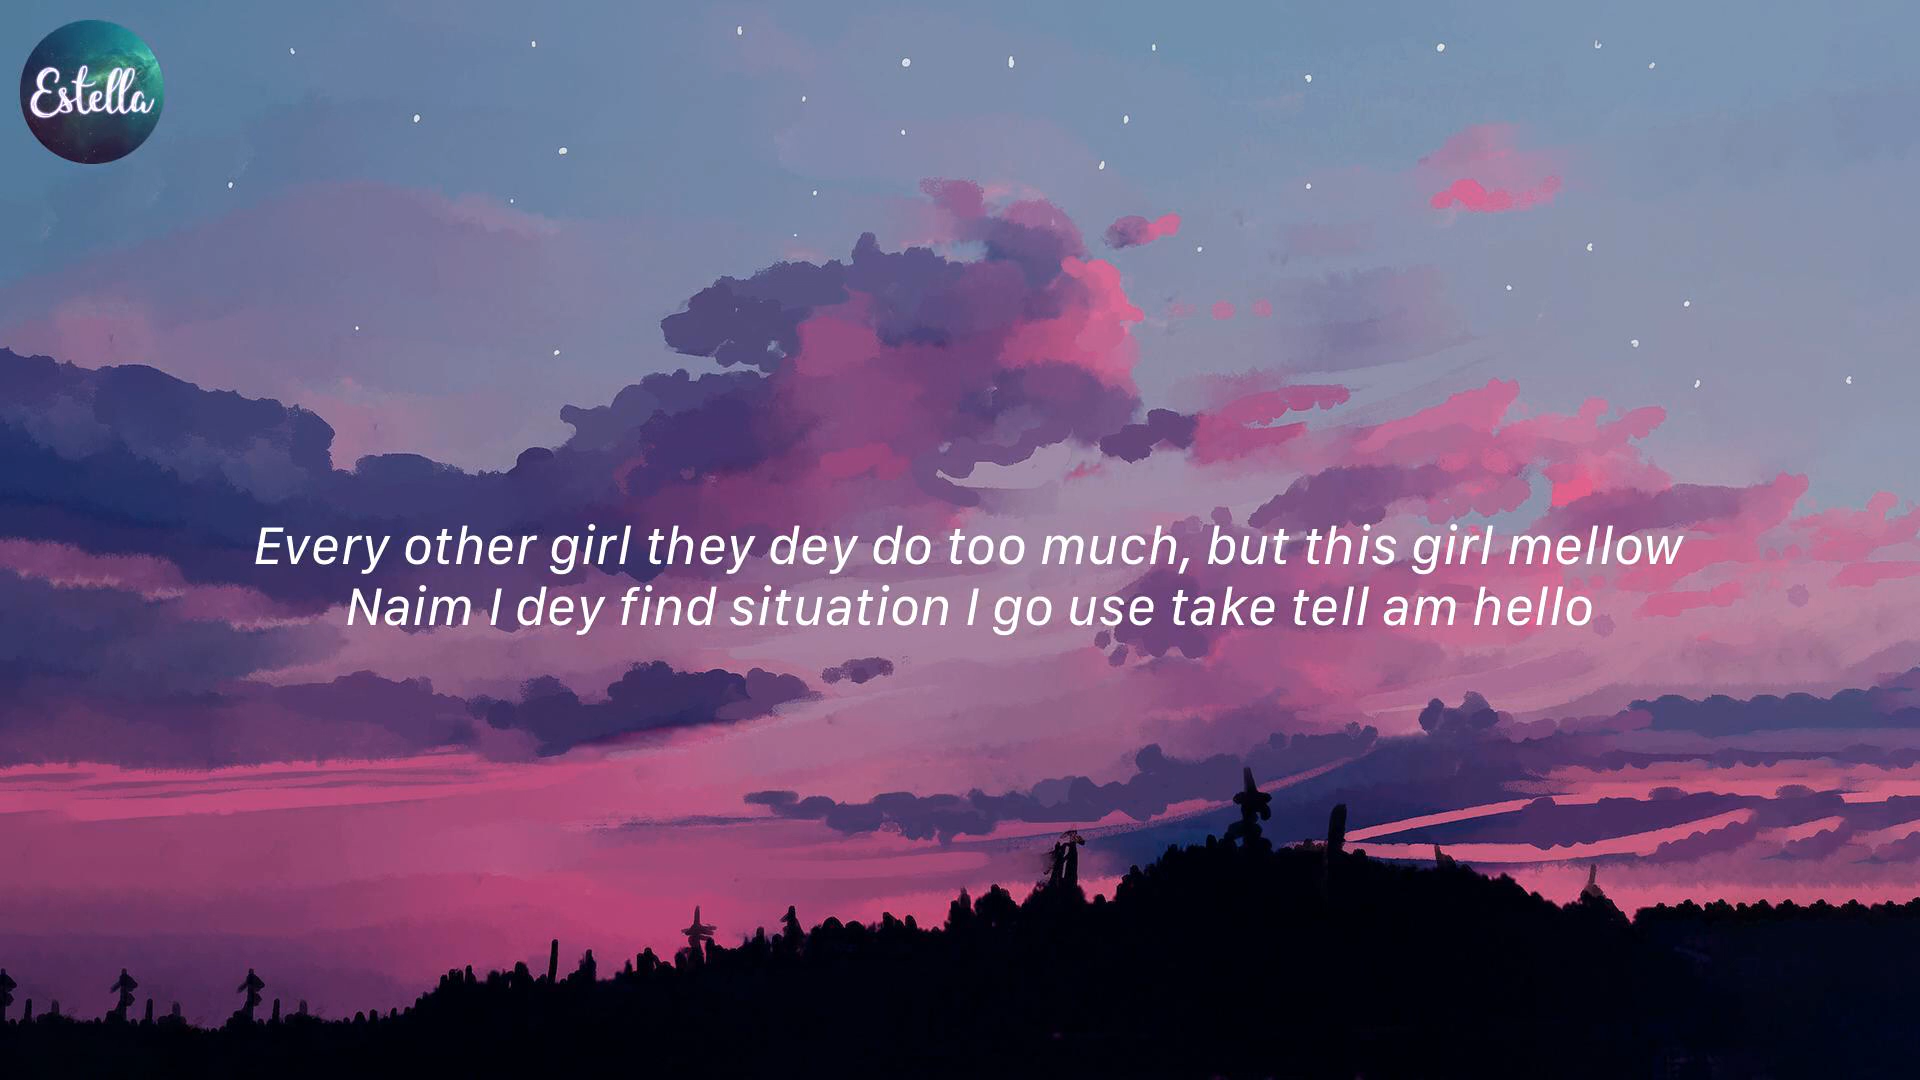 Estella
Every other girl they dey do too much, but this girl mellow
Naim I dey find situation I go use take tell am hello